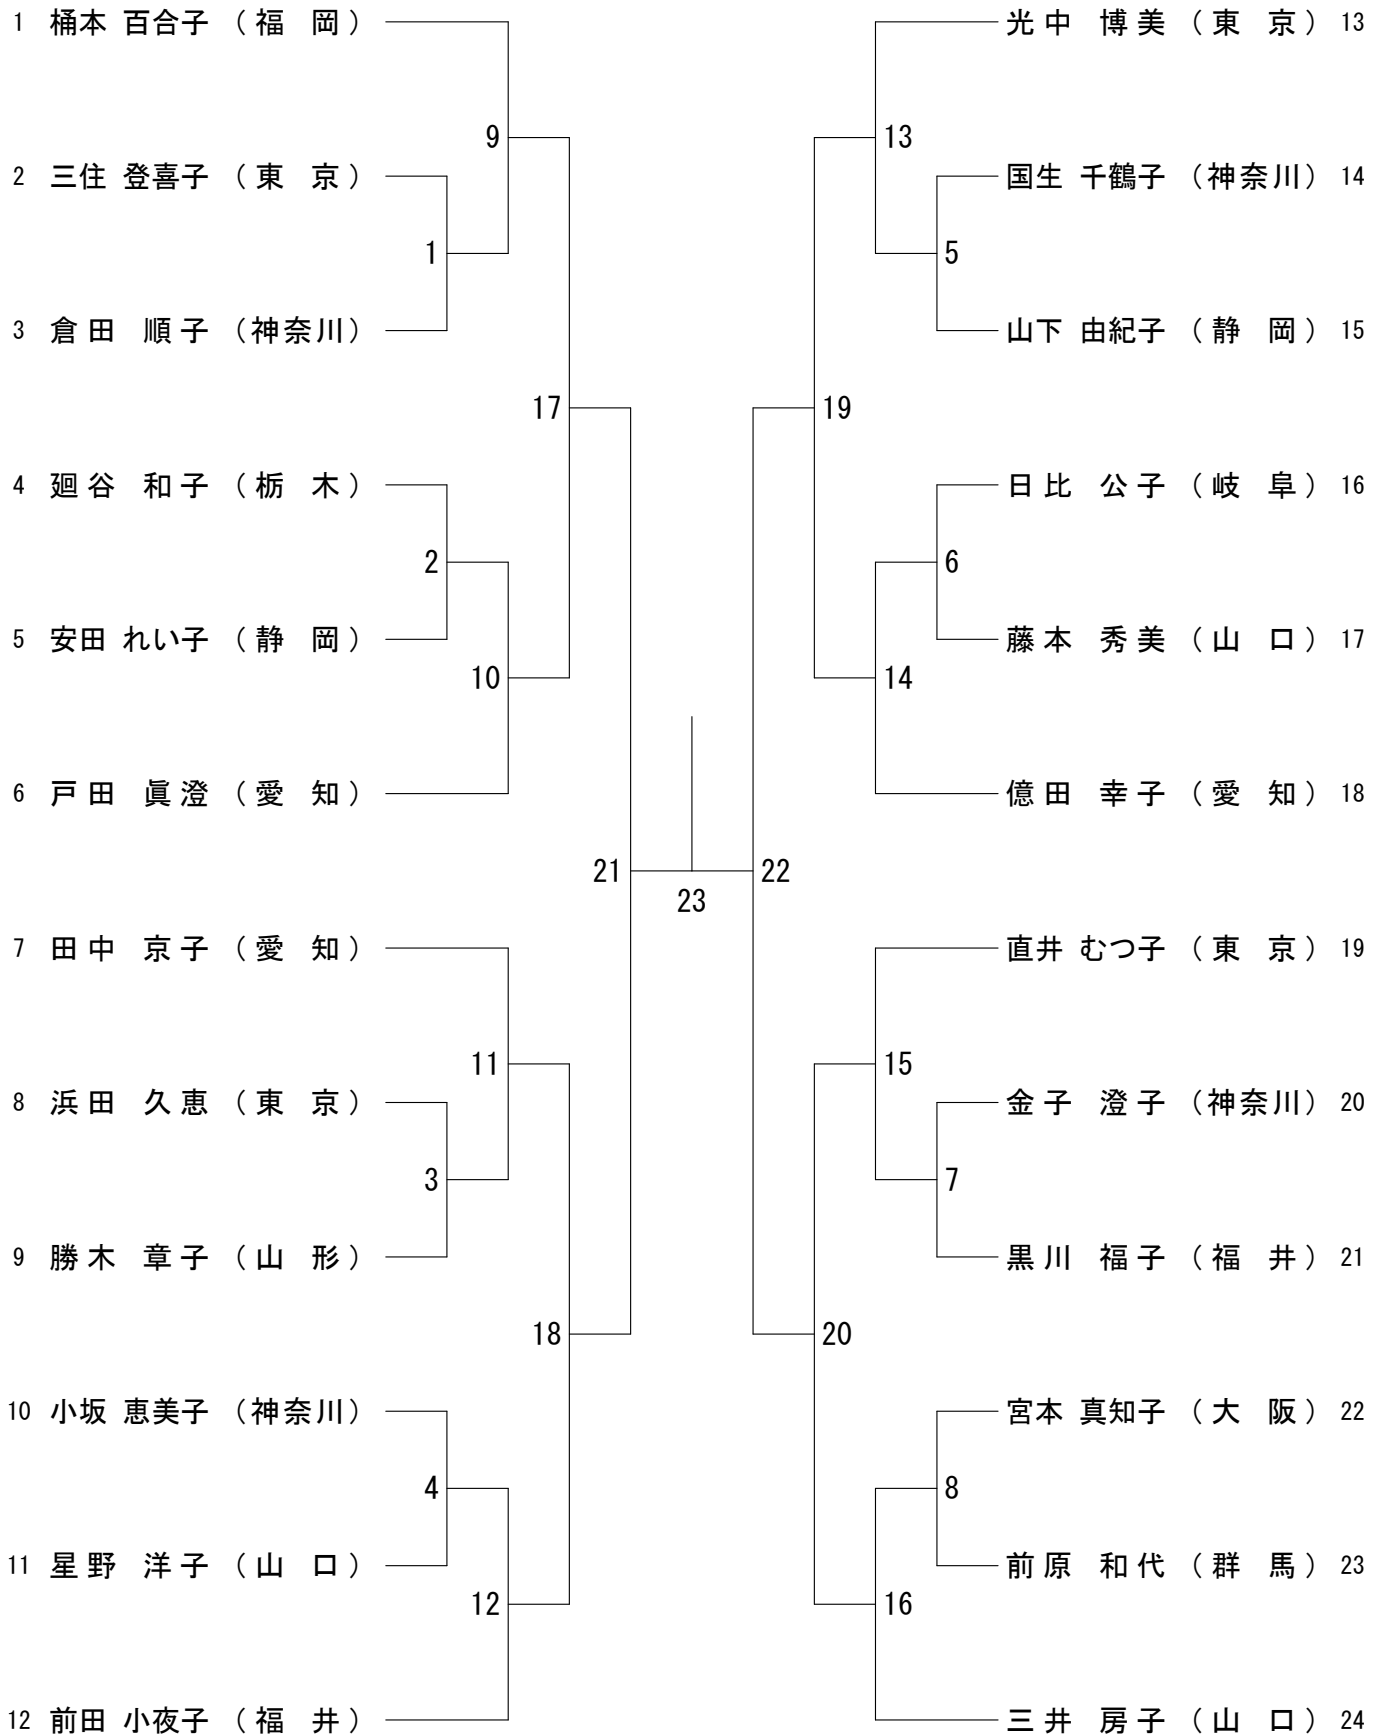 1 桶本 百合子 （福 岡）
2 三住 登喜子 （東 京）
3 倉田 順子 （神奈川）
4 廻谷 和子 （栃 木）
5 安田 れい子 （静 岡）
6 戸田 眞澄 （愛 知）
7 田中 京子 （愛 知）
8 浜田 久恵 （東 京）
9 勝木 章子 （山 形）
10 小坂 恵美子 （神奈川）
11 星野 洋子 （山 口）
12 前田 小夜子 （福 井）
1
2
3
4
9
10
11
12
17
18
21
23
22
19
20
13
14
15
16
5
6
7
8
光中 博美 （東 京） 13
国生 千鶴子 （神奈川） 14
山下 由紀子 （静 岡） 15
日比 公子 （岐 阜） 16
藤本 秀美 （山 口） 17
億田 幸子 （愛 知） 18
直井 むつ子 （東 京） 19
金子 澄子 （神奈川） 20
黒川 福子 （福 井） 21
宮本 真知子 （大 阪） 22
前原 和代 （群 馬） 23
三井 房子 （山 口） 24